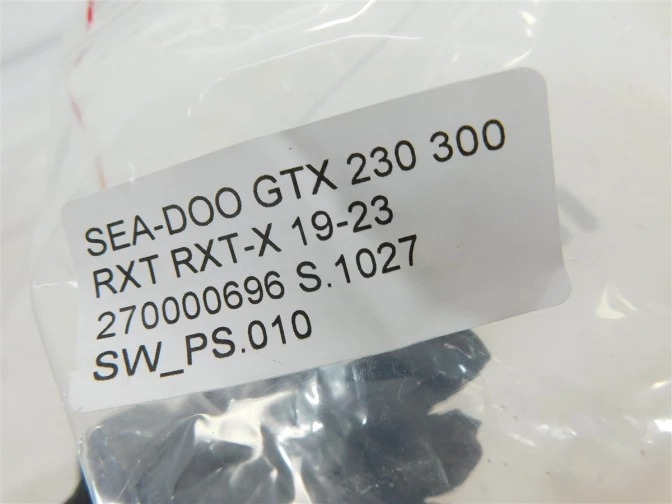 SEA-DOO GTX 230 300
RXT RXT-X 19-23
270000696 S.1027
SW_PS.010